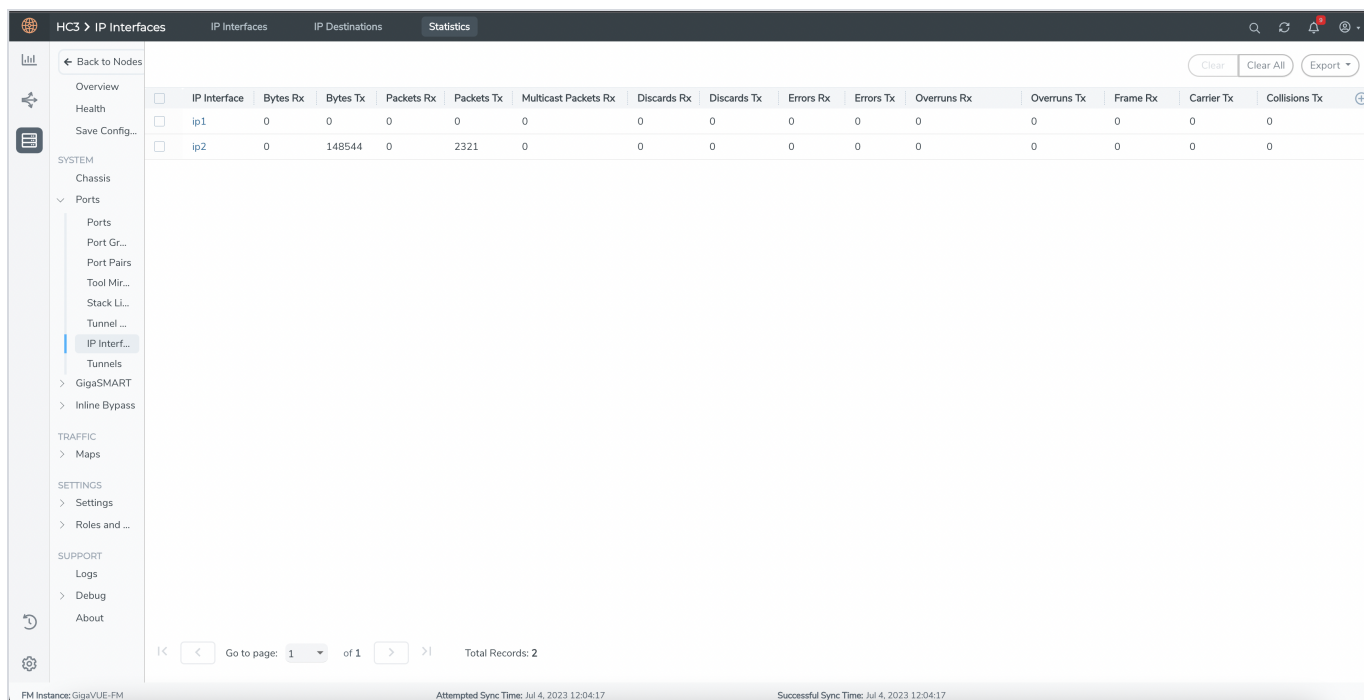 HC3 > IP Interfaces IP Interfaces IP Destinations Statistics 9
Back to Nodes
Clear Clear All Export
Overview
Health
Save Config...
SYSTEM
Chassis
Ports
Ports
Port Gr...
Port Pairs
Tool Mir...
Stack Li...
Tunnel ...
IP Interf...
Tunnels
GigaSMART
Inline Bypass
TRAFFIC
Maps
SETTINGS
Settings
Roles and ...
SUPPORT
Logs
Debug
About
IP Interface Bytes Rx Bytes Tx Packets Rx Packets Tx Multicast Packets Rx Discards Rx Discards Tx Errors Rx Errors Tx Overruns Rx Overruns Tx Frame Rx Carrier Tx Collisions Tx
ip1 0 0 0 0 0 0 0 0 0 0 0 0 0 0
ip2 0 148544 0 2321 0 0 0 0 0 0 0 0 0 0
Go to page: 1 of 1 Total Records: 2
FM Instance: GigaVUE-FM Attempted Sync Time: Jul 4, 2023 12:04:17 Successful Sync Time: Jul 4, 2023 12:04:17